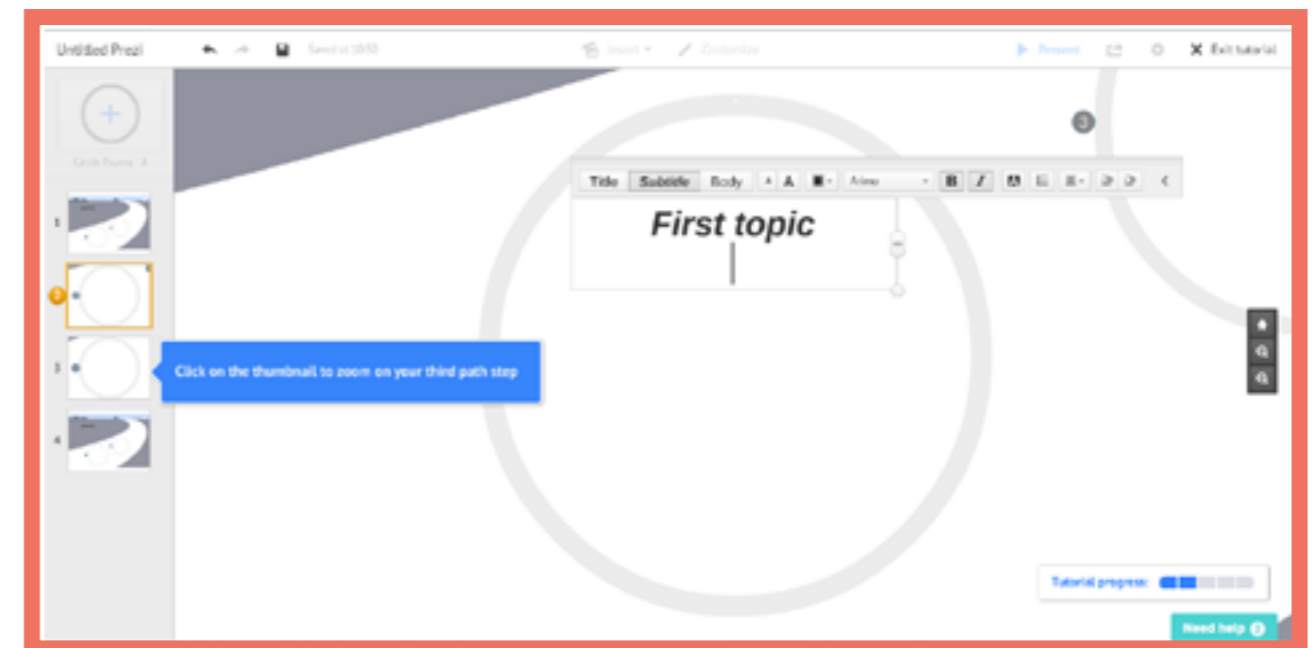 Untitled Prezi
Saved at 10:50
Insert
Customize
Present
Exit tutorial
Circle Frame
3
Title Subtitle Body A A Arimo B I
First topic
1
2
3
Click on the thumbnail to zoom on your third path step
4
Tutorial progress:
Need help ?